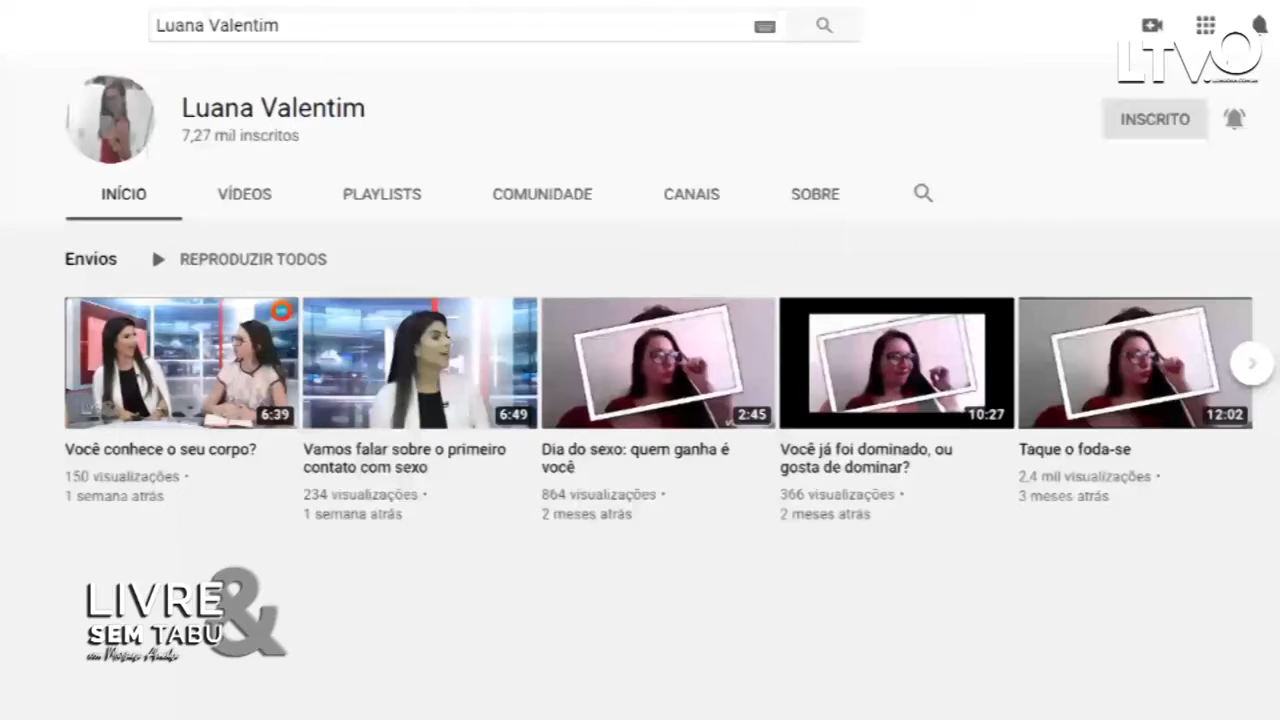 Luana Valentim
LTVO
Luana Valentim
7,27 mil inscritos
INSCRITO
INÍCIO
VÍDEOS
PLAYLISTS
COMUNIDADE
CANAIS
SOBRE
Envios
REPRODUZIR TODOS
6:39
6:49
2:45
10:27
12:02
Você conhece o seu corpo?
150 visualizações •
1 semana atrás
Vamos falar sobre o primeiro
contato com sexo
234 visualizações •
1 semana atrás
Dia do sexo: quem ganha é
você
864 visualizações •
2 meses atrás
Você já foi dominado, ou
gosta de dominar?
366 visualizações •
2 meses atrás
Taque o foda-se
2,4 mil visualizações •
3 meses atrás
LIVRE &
SEM TABU